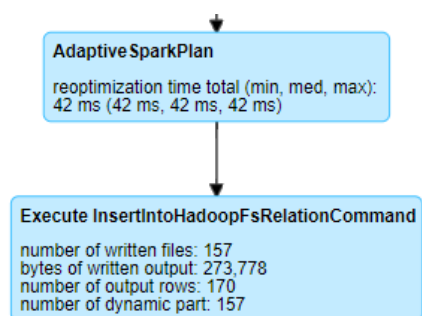 AdaptiveSparkPlan
reoptimization time total (min, med, max):
42 ms (42 ms, 42 ms, 42 ms)
Execute InsertIntoHadoopFsRelationCommand
number of written files: 157
bytes of written output: 273,778
number of output rows: 170
number of dynamic part: 157